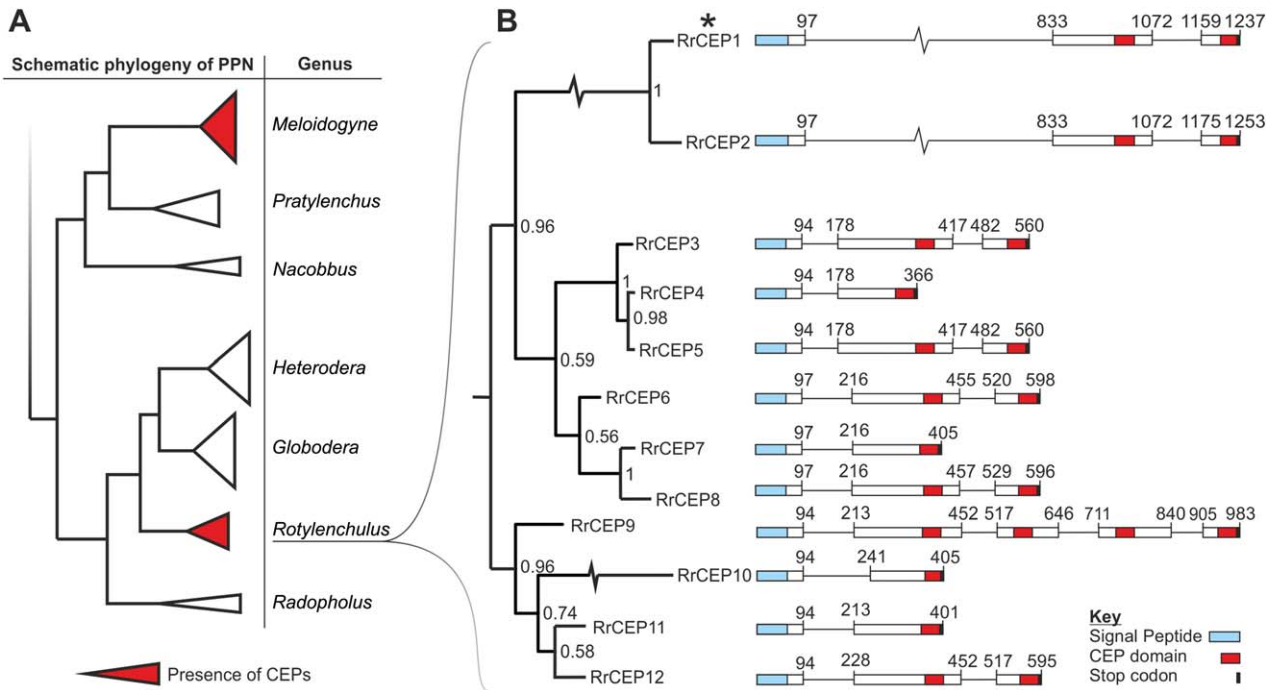 A
Schematic phylogeny of PPN Genus
Meloidogyne
Pratylenchus
Nacobbus
Heterodera
Globodera
Rotylenchulus
Radopholus
Presence of CEPs
B
*
RrCEP1 97 833 1072 1159 1237
1
RrCEP2 97 833 1072 1175 1253
0.96
RrCEP3 94 178 417 482 560
1
RrCEP4 94 178 366
0.98
RrCEP5 94 178 417 482 560
0.59
RrCEP6 97 216 455 520 598
0.56
RrCEP7 97 216 405
1
RrCEP8 97 216 457 529 596
RrCEP9 94 213 452 517 646 711 840 905 983
0.96
RrCEP10 94 241 405
0.74
RrCEP11 94 213 401
0.58
RrCEP12 94 228 452 517 595
Key
Signal Peptide
CEP domain
Stop codon